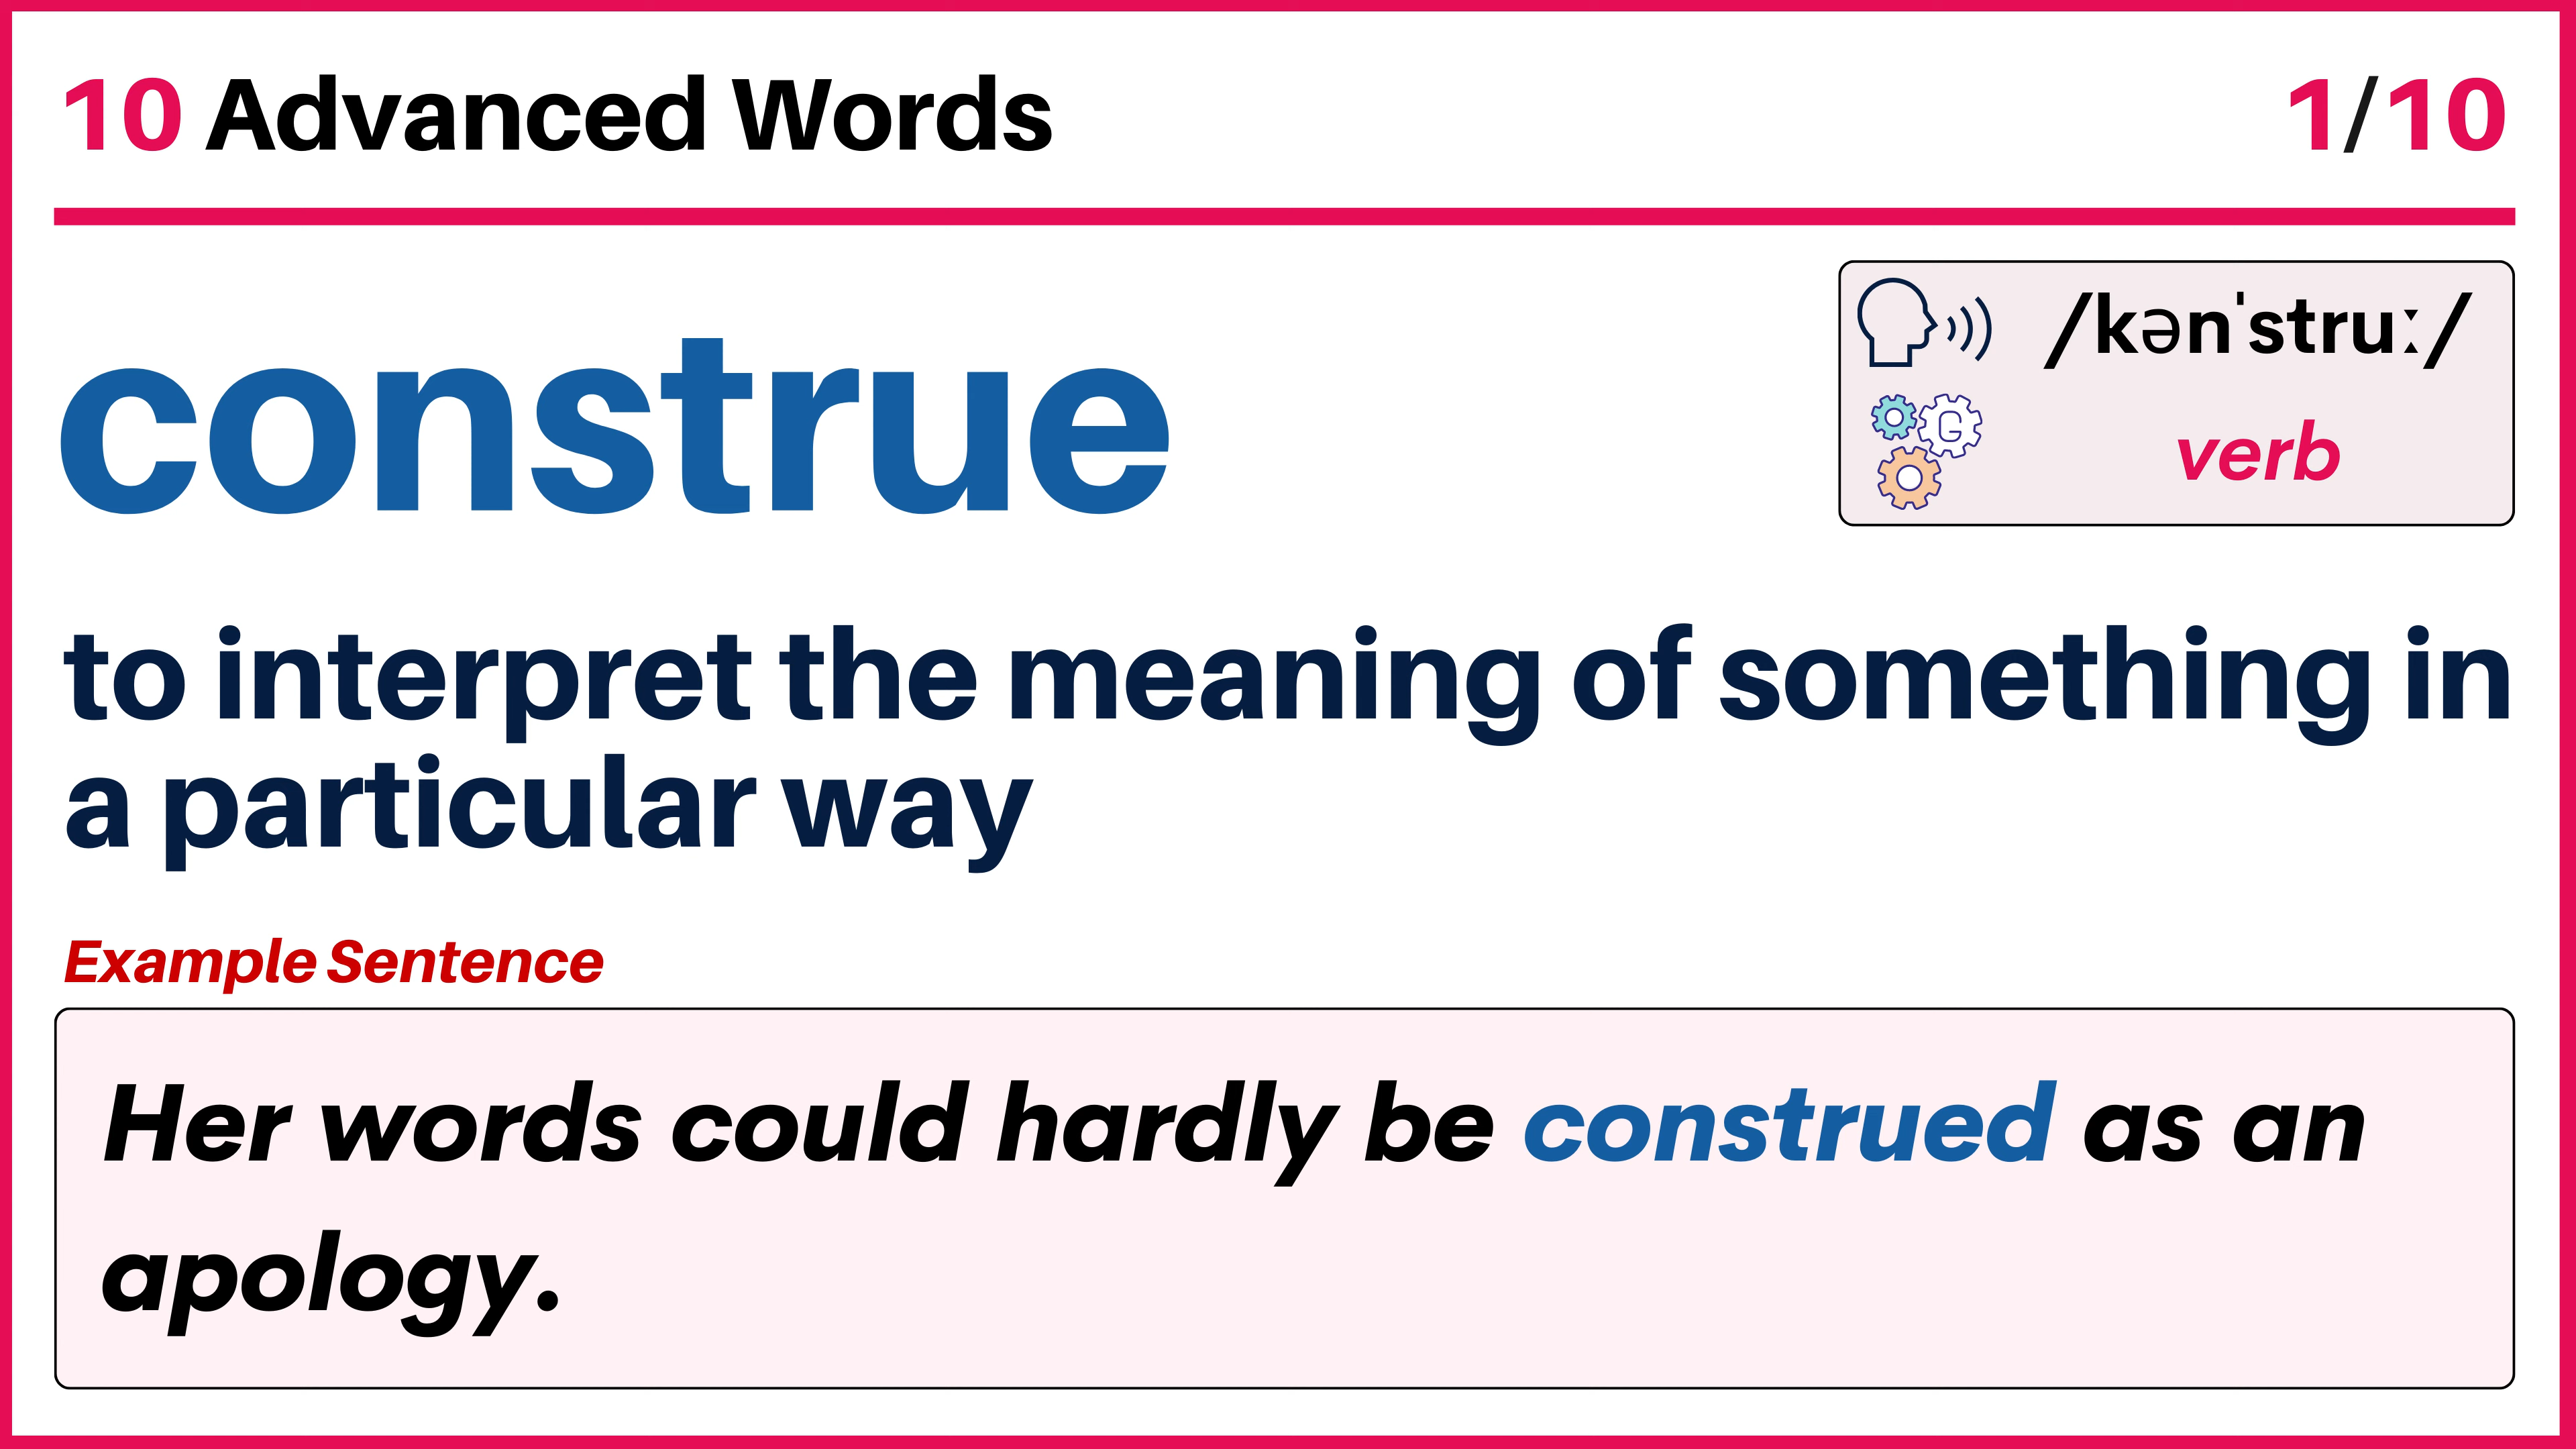 10 Advanced Words
1/10
construe
/kənˈstruː/
G
verb
to interpret the meaning of something in
a particular way
Example Sentence
Her words could hardly be construed as an
apology.